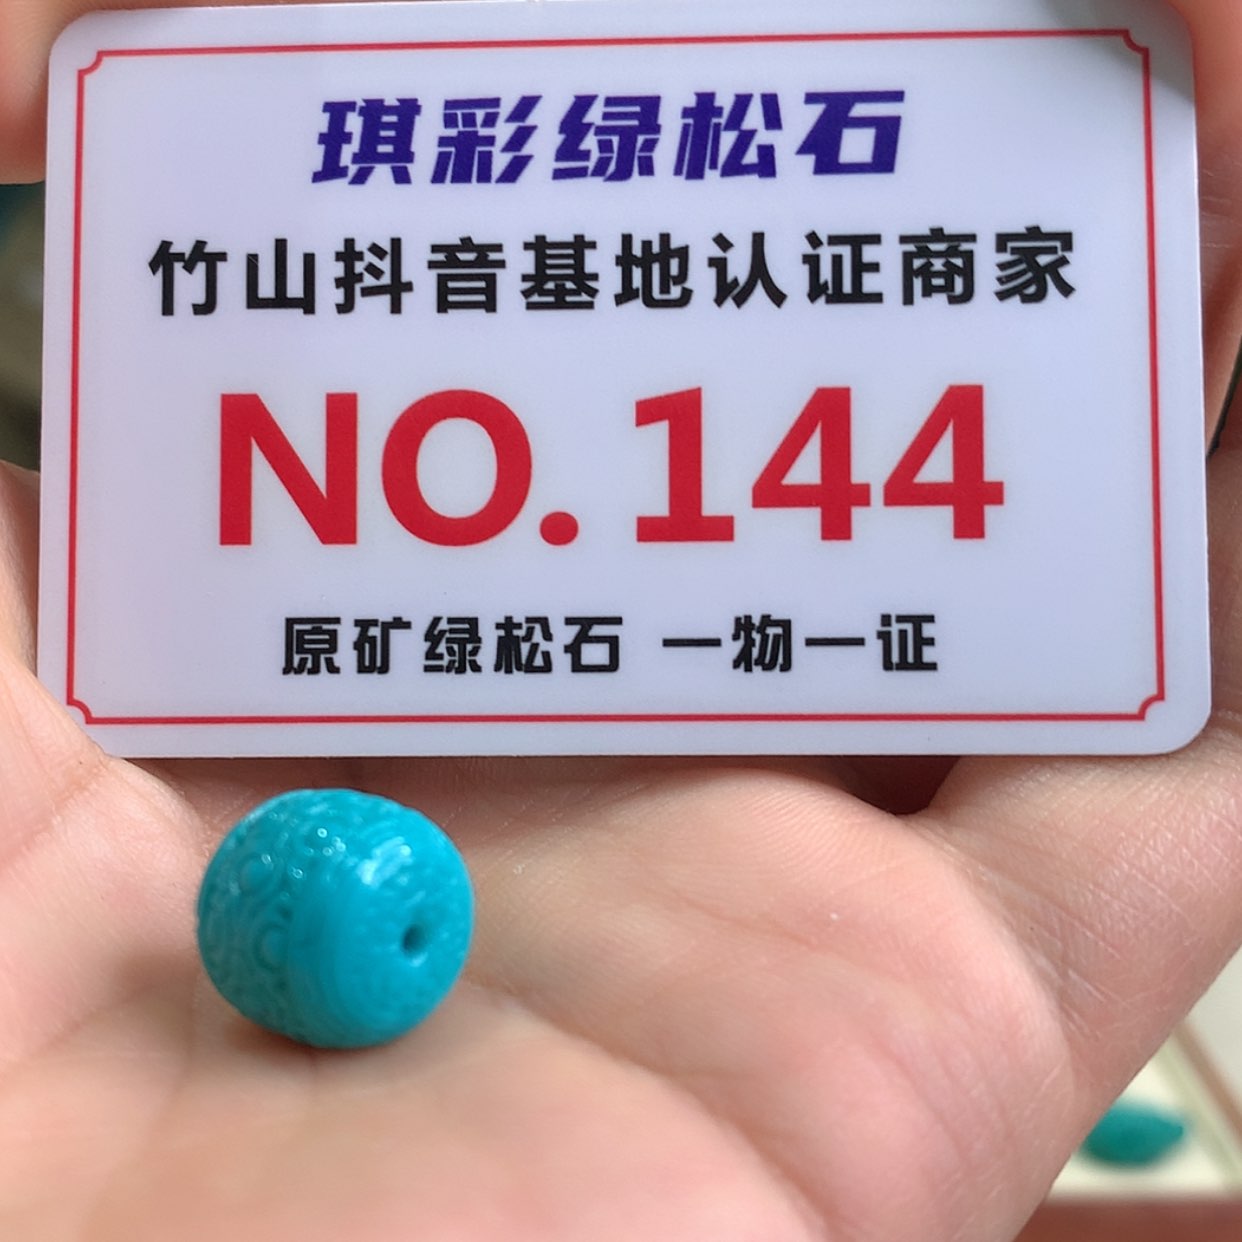 琪彩绿松石
竹山抖音基地认证商家
NO.144
原矿绿松石 一物一证